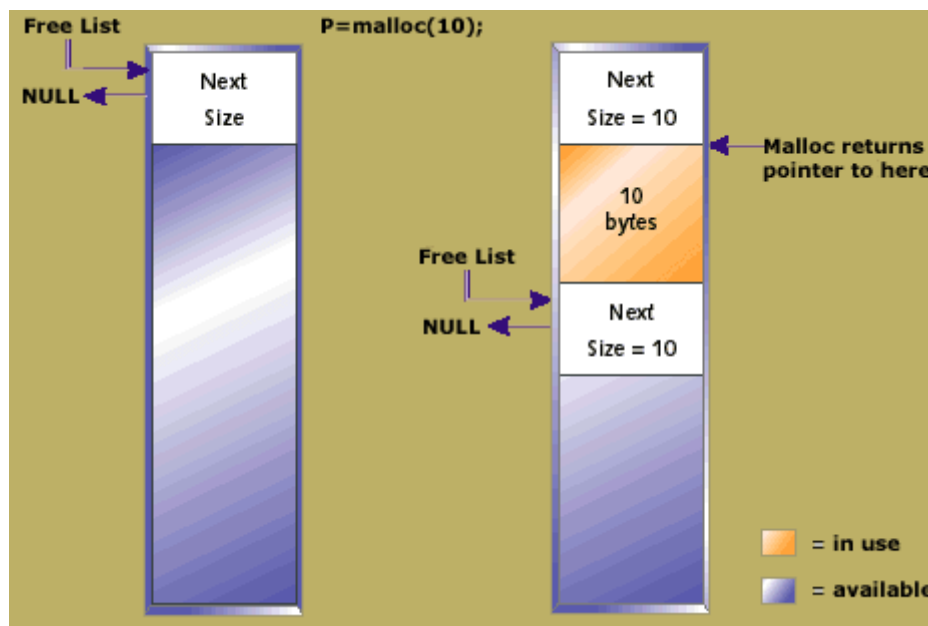 Free List
P=malloc(10);
NULL
Next
Size
Next
Size = 10
Malloc returns
pointer to here
10
bytes
Free List
NULL
Next
Size = 10
= in use
= available